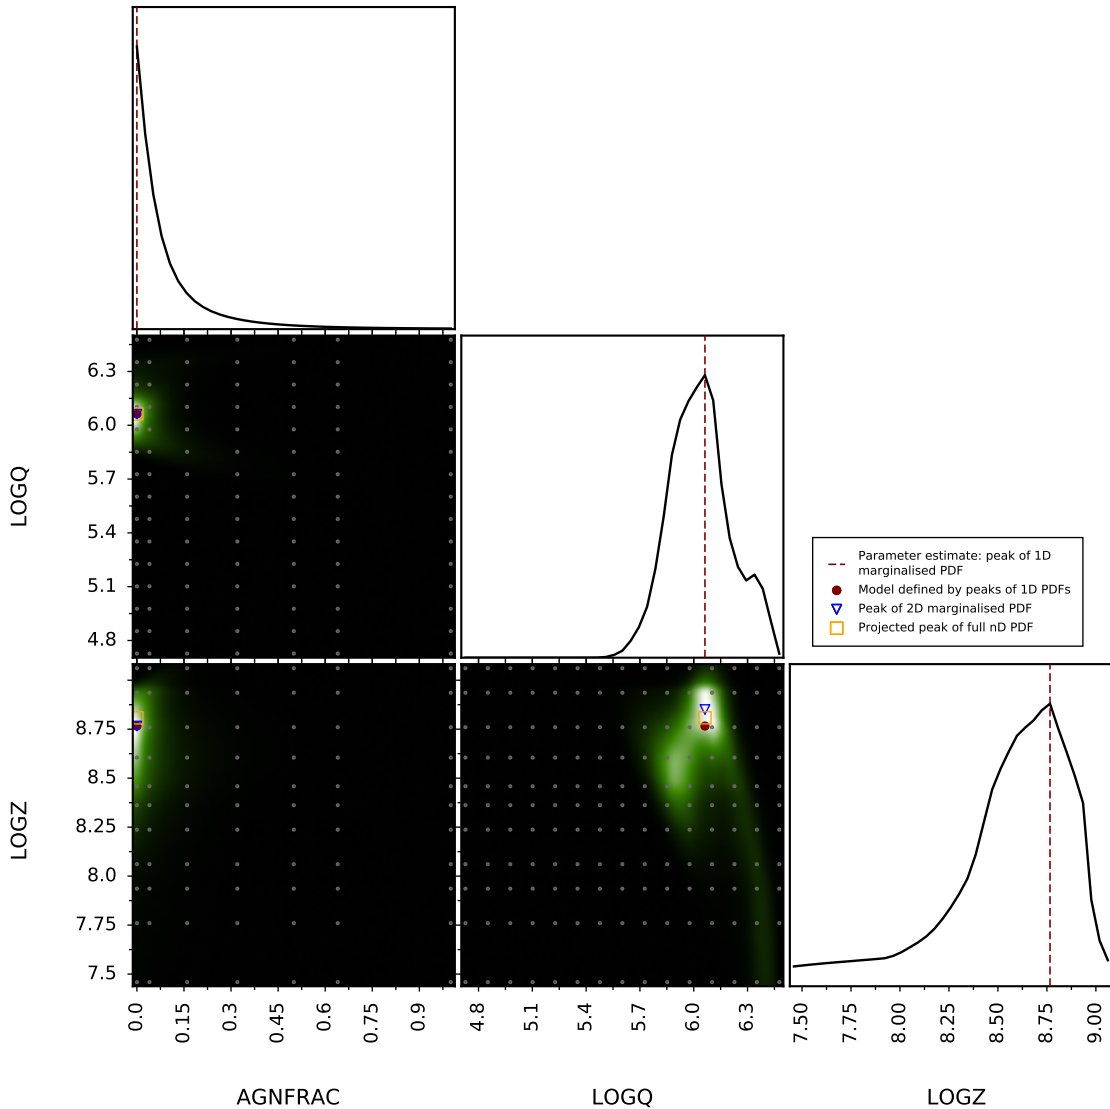 6.3
6.0
5.7
5.4
5.1
4.8
LOGQ
Parameter estimate: peak of 1D
marginalised PDF
Model defined by peaks of 1D PDFs
Peak of 2D marginalised PDF
Projected peak of full nD PDF
8.75
8.5
8.25
8.0
7.75
7.5
LOGZ
0.0 0.15 0.3 0.45 0.6 0.75 0.9
4.8 5.1 5.4 5.7 6.0 6.3
7.50 7.75 8.00 8.25 8.50 8.75 9.00
AGNFRAC LOGQ LOGZ